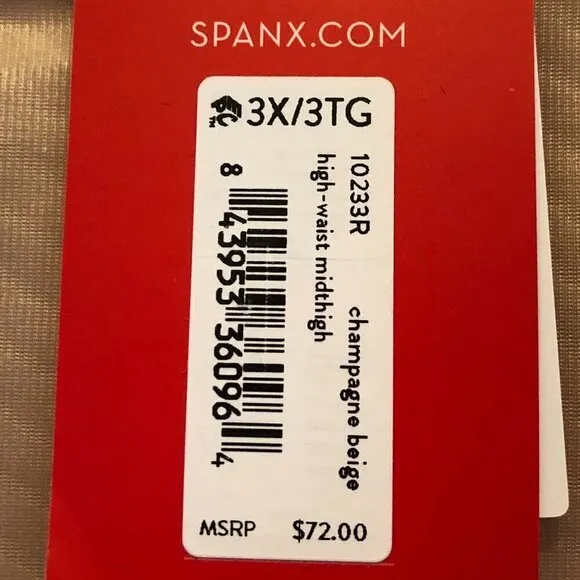 SPANX.COM
3X/3TG
10233R champagne beige
high-waist midthigh
8 43953 36096 4
MSRP $72.00